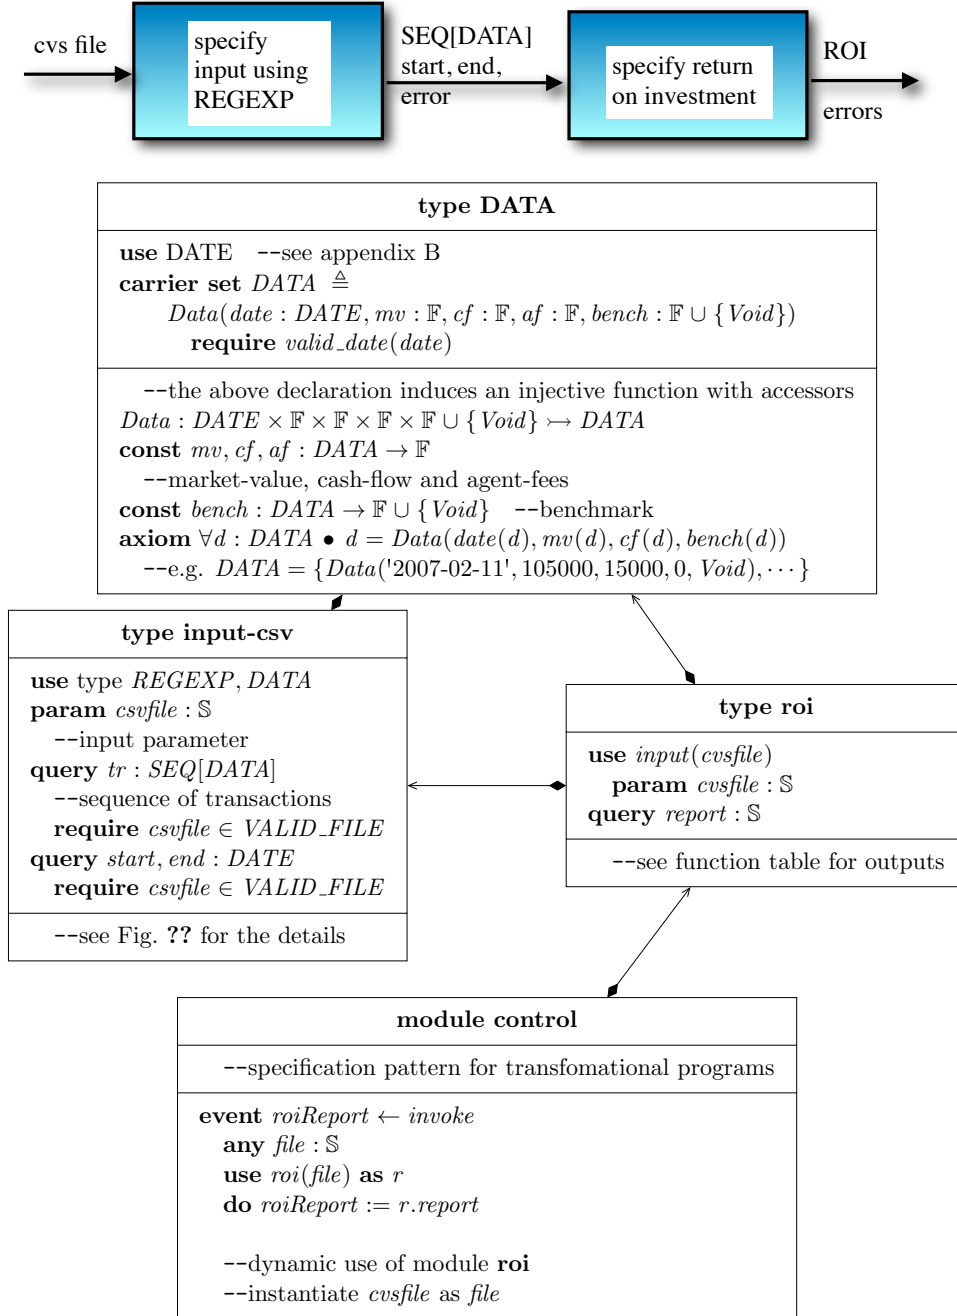 cvs file
specify
input using
REGEXP
SEQ[DATA]
start, end,
error
specify return
on investment
ROI
errors
type DATA
use DATE --see appendix B
carrier set DATA ≜
Data(date : DATE, mv : 𝔽, cf : 𝔽, af : 𝔽, bench : 𝔽 ∪ {Void})
require valid_date(date)
--the above declaration induces an injective function with accessors
Data : DATE × 𝔽 × 𝔽 × 𝔽 × 𝔽 ∪ {Void} ↣ DATA
const mv, cf, af : DATA → 𝔽
--market-value, cash-flow and agent-fees
const bench : DATA → 𝔽 ∪ {Void} --benchmark
axiom ∀d : DATA • d = Data(date(d), mv(d), cf(d), bench(d))
--e.g. DATA = {Data('2007-02-11', 105000, 15000, 0, Void), ⋯}
type input-csv
use type REGEXP, DATA
param csvfile : 𝕊
--input parameter
query tr : SEQ[DATA]
--sequence of transactions
require csvfile ∈ VALID_FILE
query start, end : DATE
require csvfile ∈ VALID_FILE
--see Fig. ?? for the details
type roi
use input(cvsfile)
param cvsfile : 𝕊
query report : 𝕊
--see function table for outputs
module control
--specification pattern for transfomational programs
event roiReport ← invoke
any file : 𝕊
use roi(file) as r
do roiReport := r.report
--dynamic use of module roi
--instantiate cvsfile as file